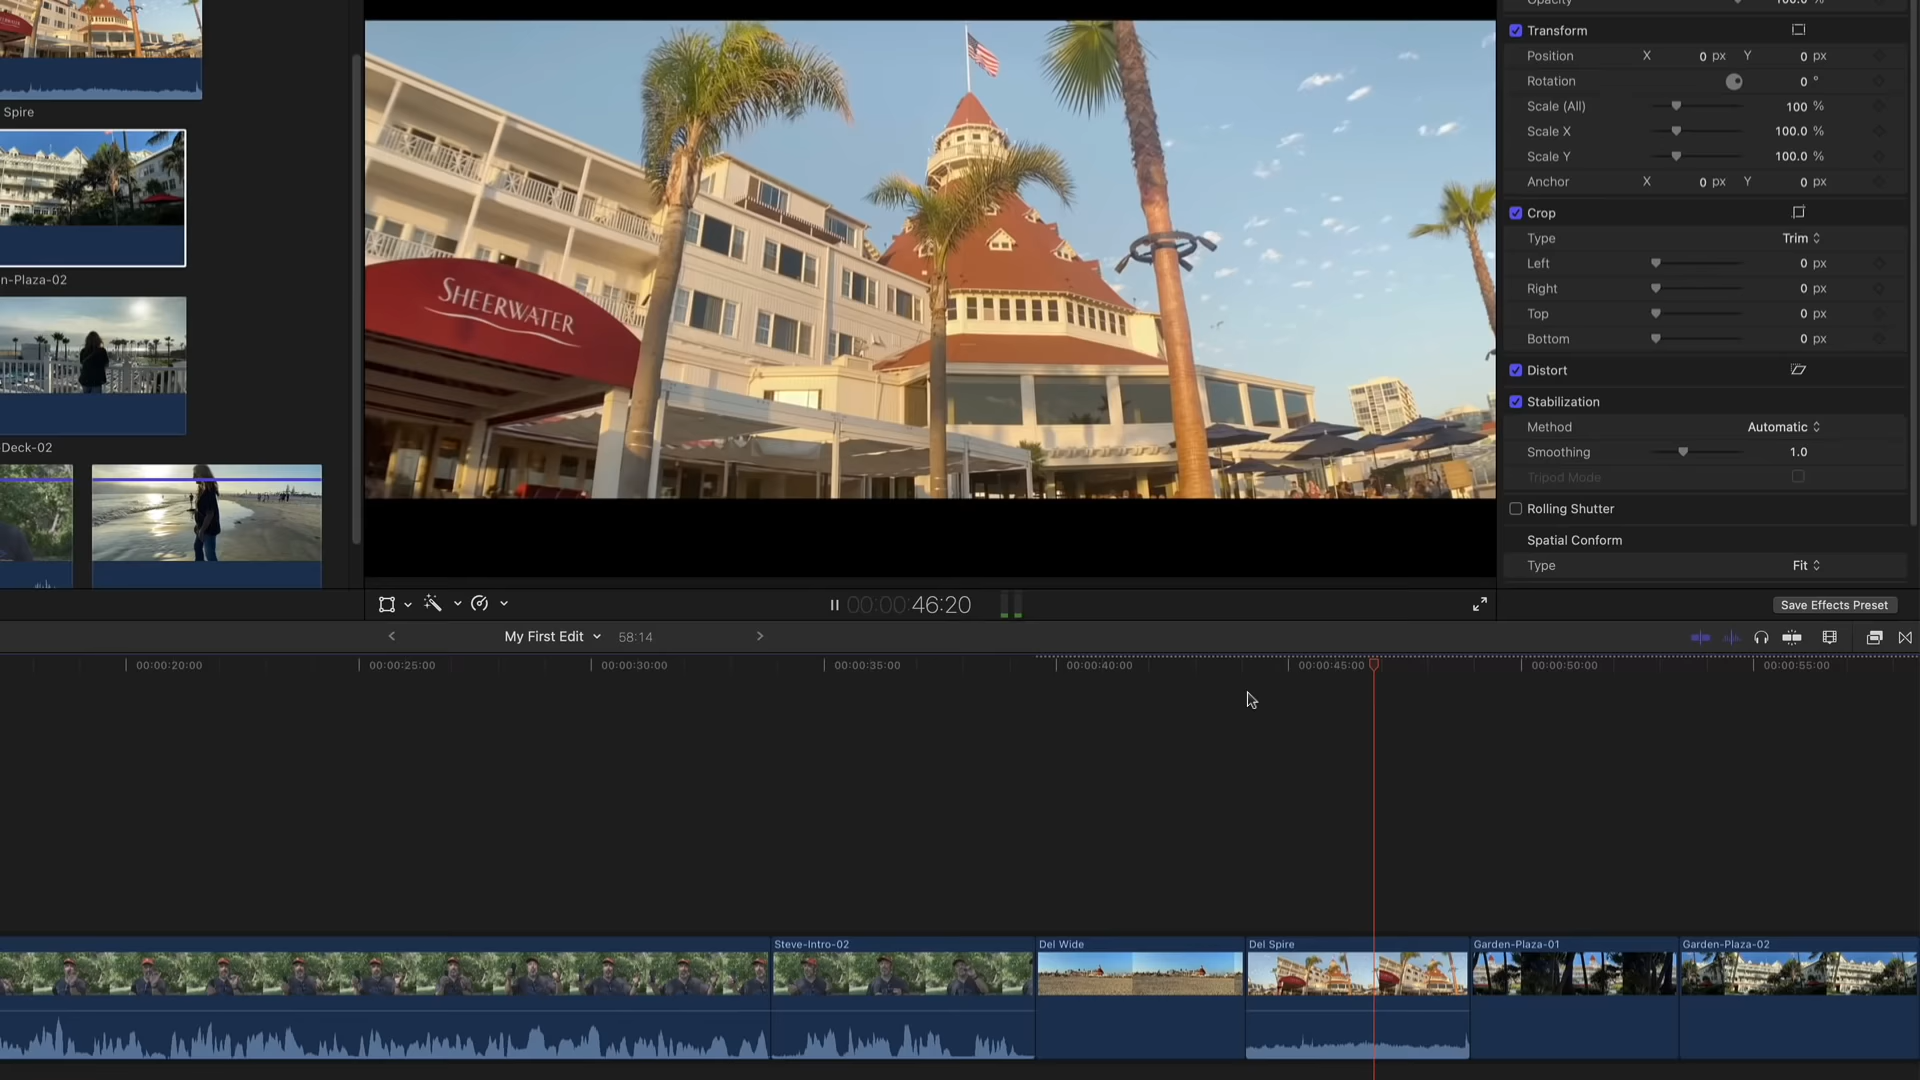 Opacity 100.0 %
Transform
Position X 0 px Y 0 px
Rotation 0 °
Scale (All) 100 %
Scale X 100.0 %
Scale Y 100.0 %
Anchor X 0 px Y 0 px
Crop
Type Trim
Left 0 px
Right 0 px
Top 0 px
Bottom 0 px
Distort
Stabilization
Method Automatic
Smoothing 1.0
Tripod Mode
Rolling Shutter
Spatial Conform
Type Fit
Save Effects Preset
Spire
n-Plaza-02
Deck-02
SHEERWATER
00:00:46:20
My First Edit 58:14
00:00:20:00 00:00:25:00 00:00:30:00 00:00:35:00 00:00:40:00 00:00:45:00 00:00:50:00 00:00:55:00
Steve-Intro-02 Del Wide Del Spire Garden-Plaza-01 Garden-Plaza-02